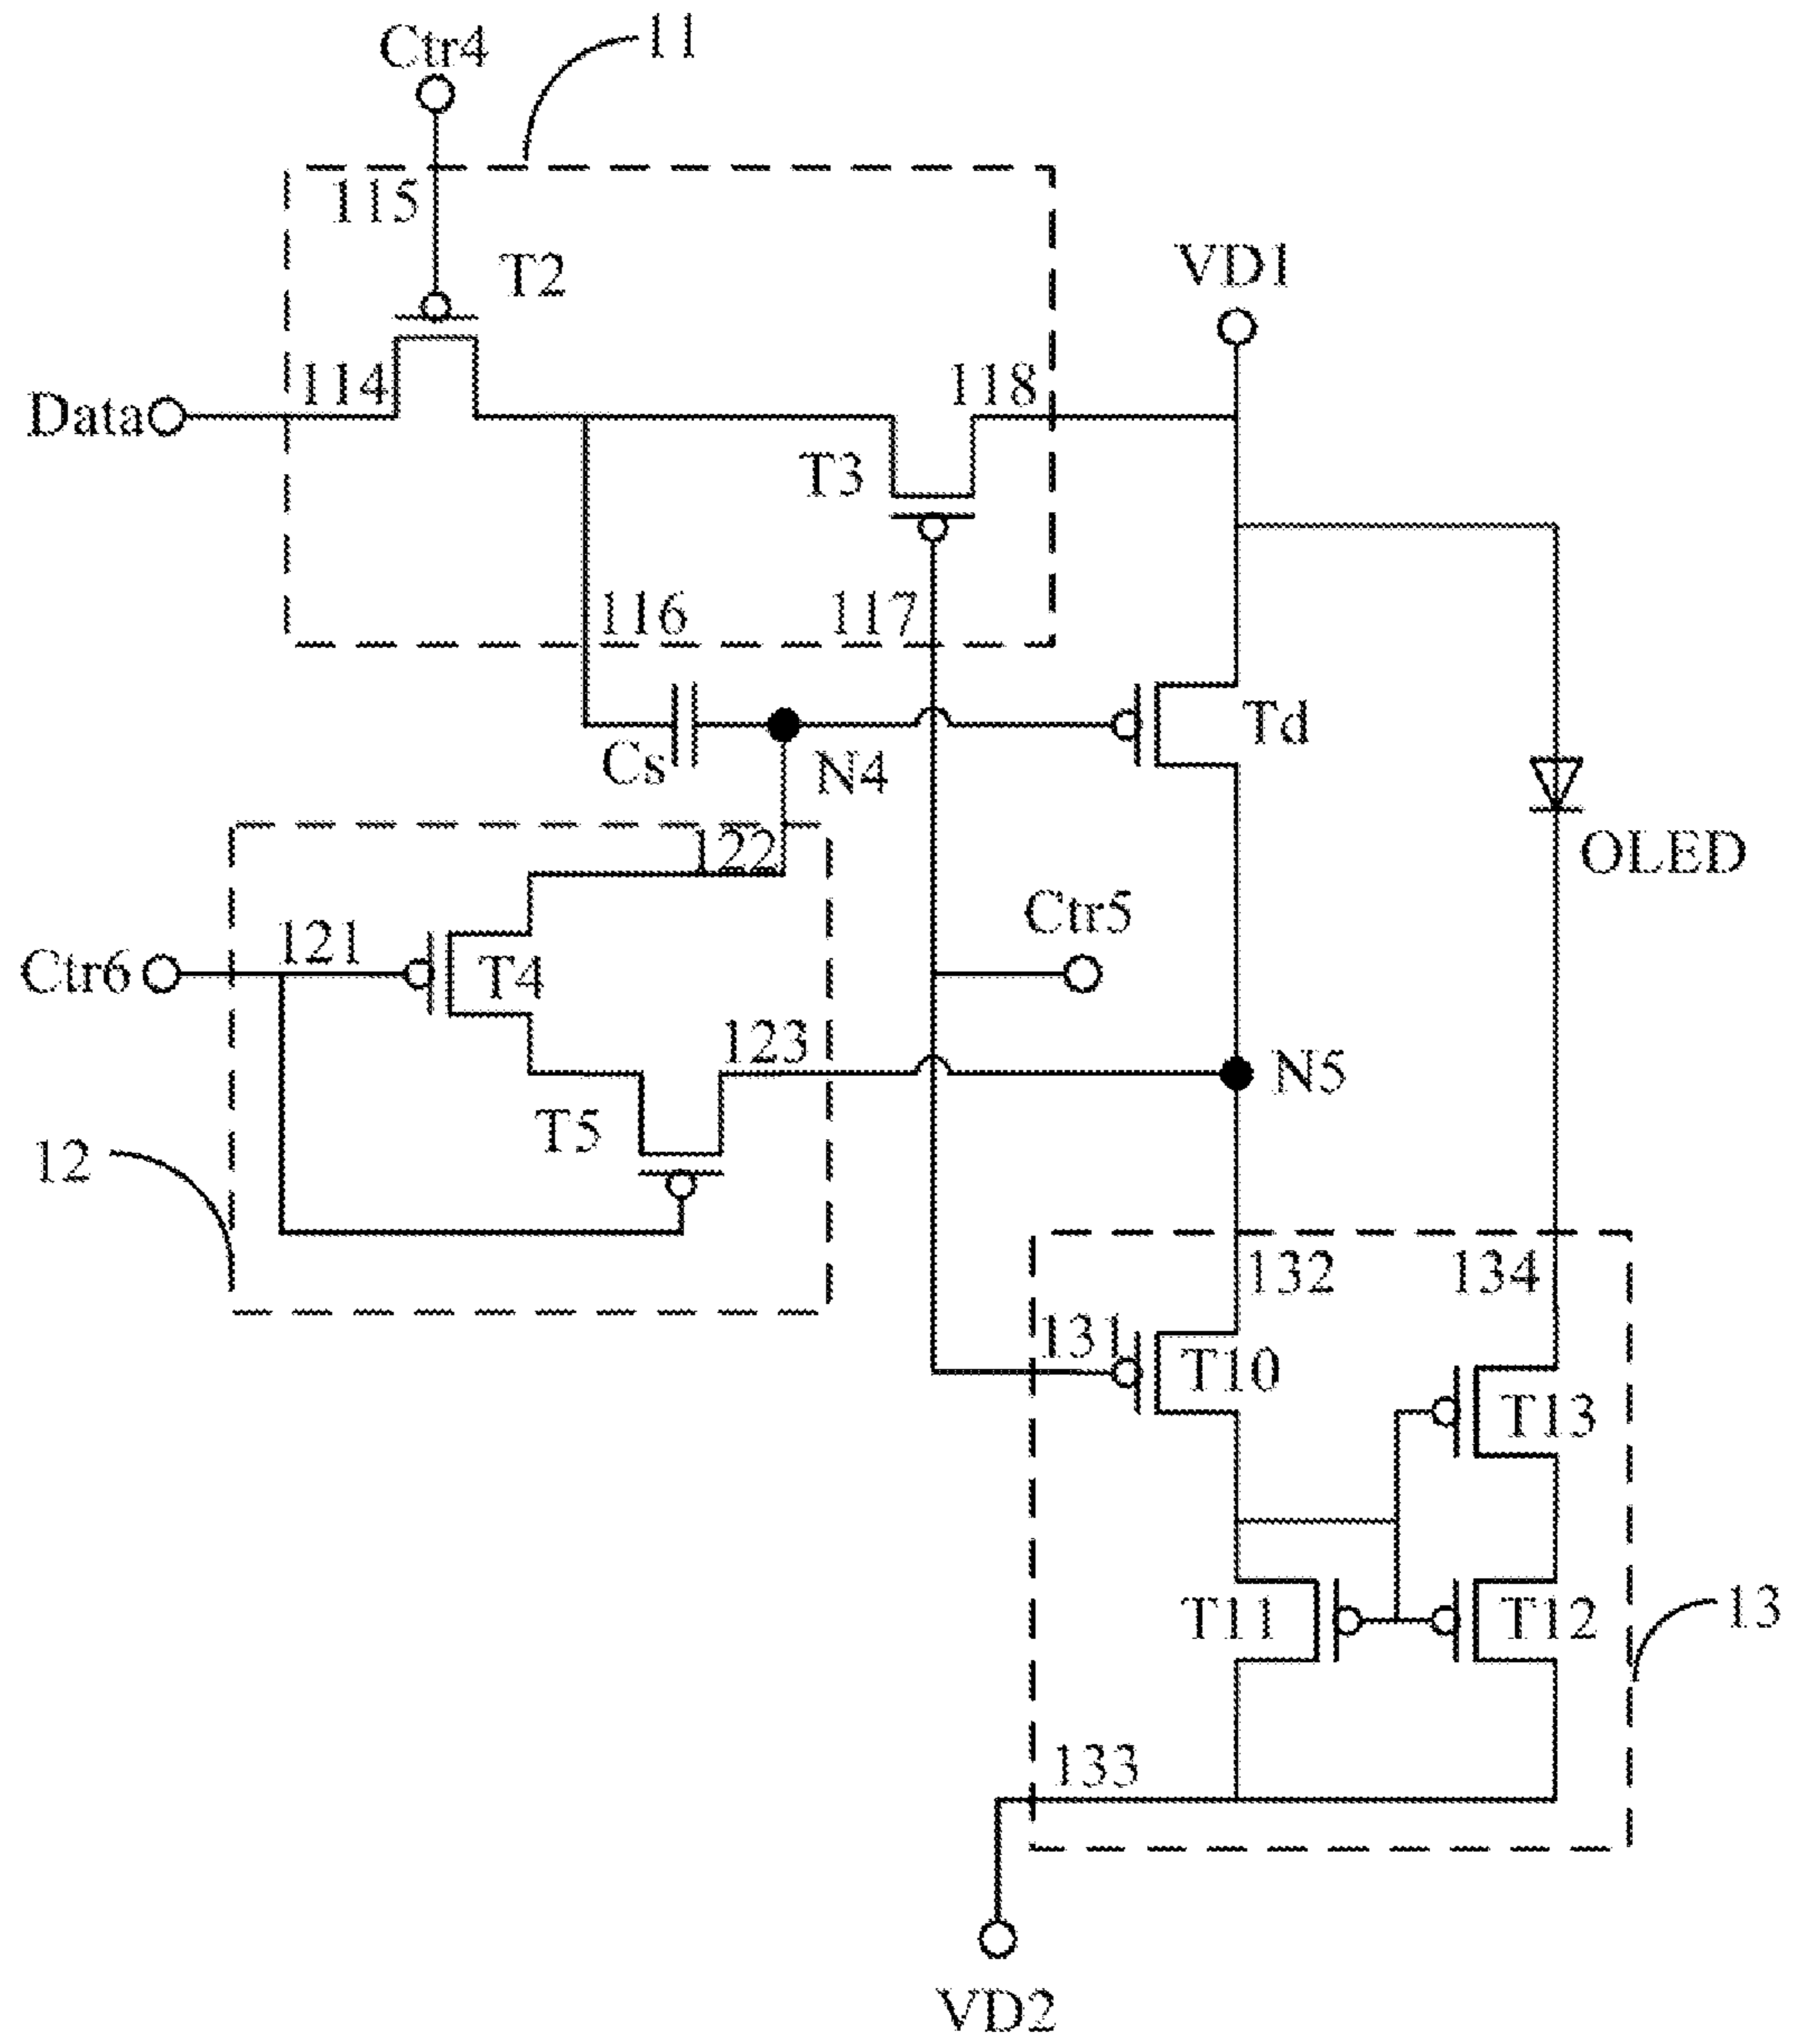 Ctr4
11
115
T2
VD1
114
118
Data
T3
116
117
Td
Cs
N4
OLED
122
Ctr5
121
Ctr6
T4
123
N5
T5
12
132
134
131
T10
T13
T11
T12
13
133
VD2